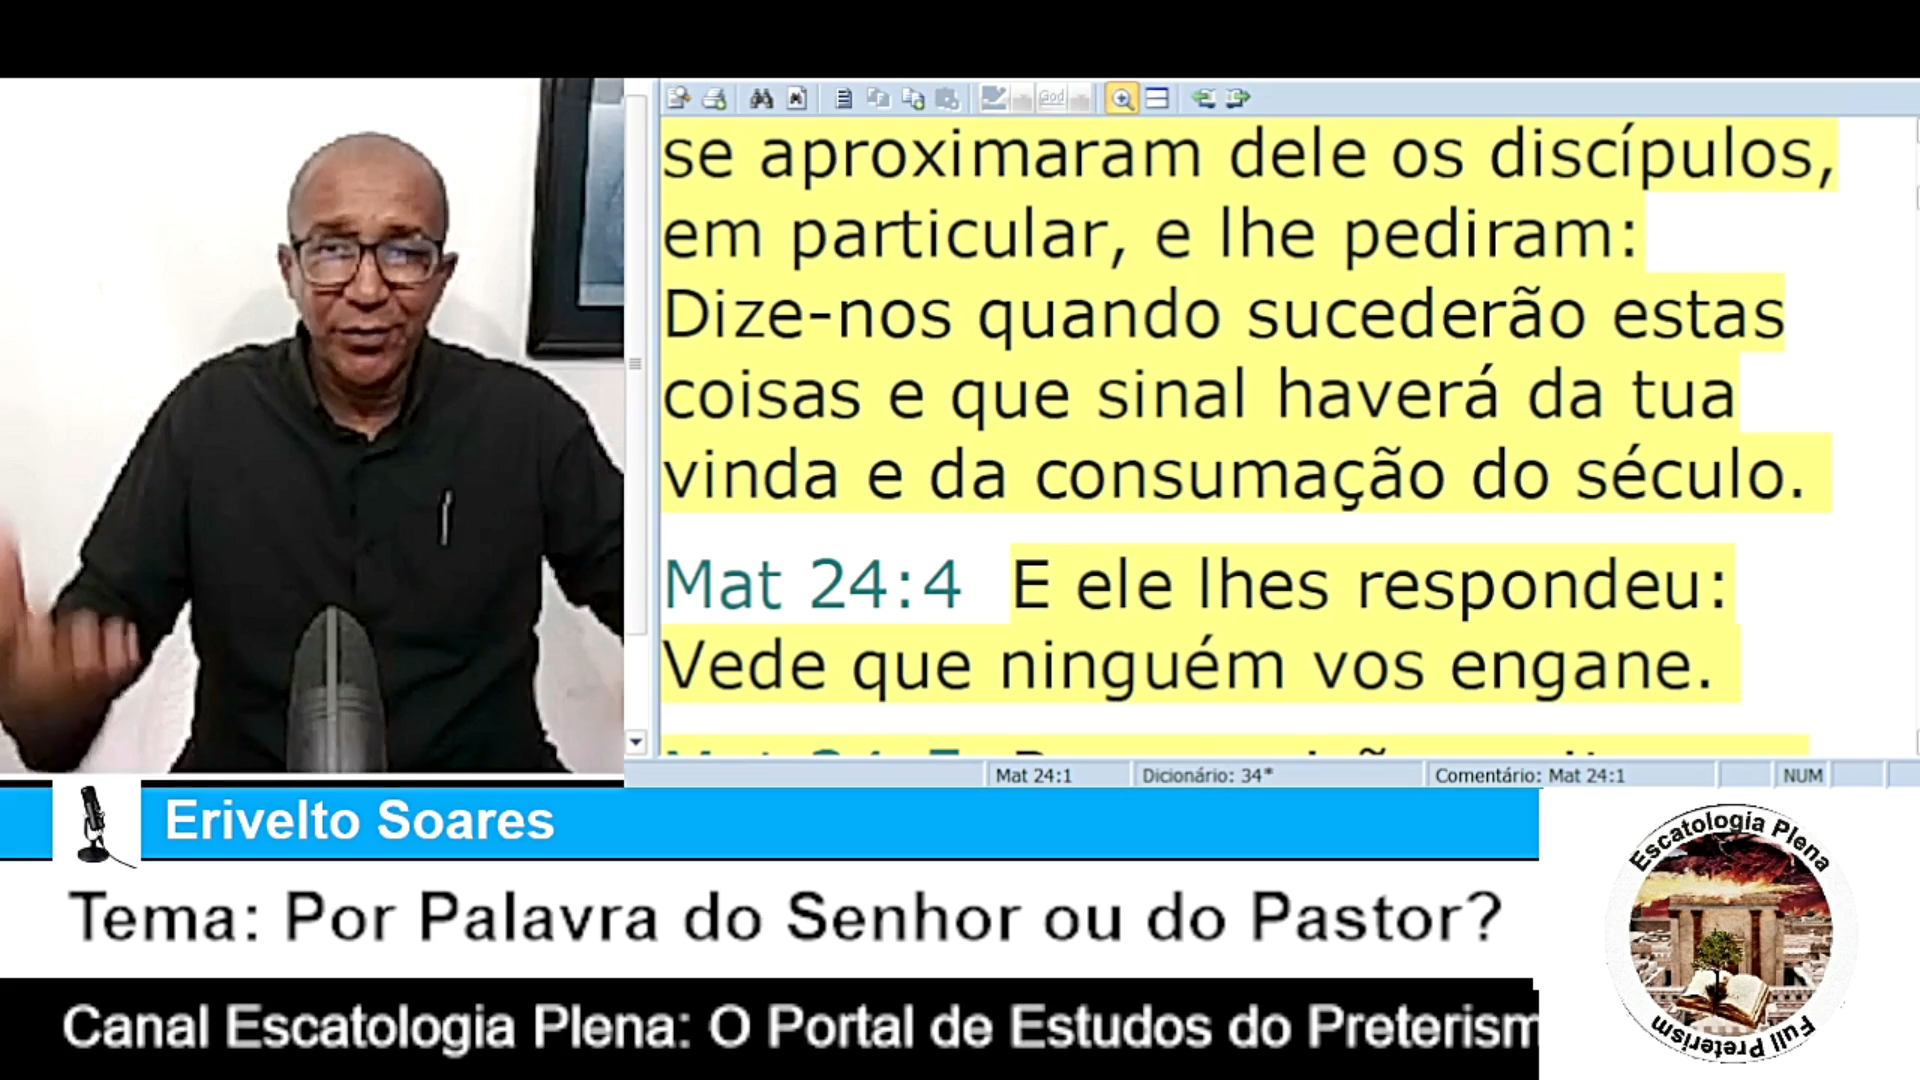 God
se aproximaram dele os discípulos,
em particular, e lhe pediram:
Dize-nos quando sucederão estas
coisas e que sinal haverá da tua
vinda e da consumação do século.
Mat 24:4 E ele lhes respondeu:
Vede que ninguém vos engane.
Mat 24:1 Dicionário: 34* Comentário: Mat 24:1 NUM
Erivelto Soares
Tema: Por Palavra do Senhor ou do Pastor?
Canal Escatologia Plena: O Portal de Estudos do Preterism
Escatologia Plena
Full Preterism